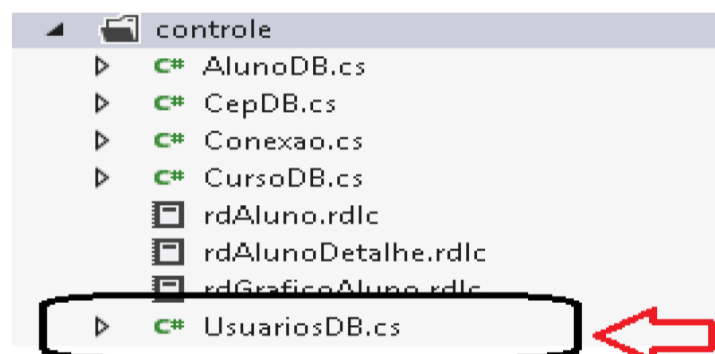 controle
C# AlunoDB.cs
C# CepDB.cs
C# Conexao.cs
C# CursoDB.cs
rdAluno.rdlc
rdAlunoDetalhe.rdlc
rdGraficoAluno.rdlc
C# UsuariosDB.cs